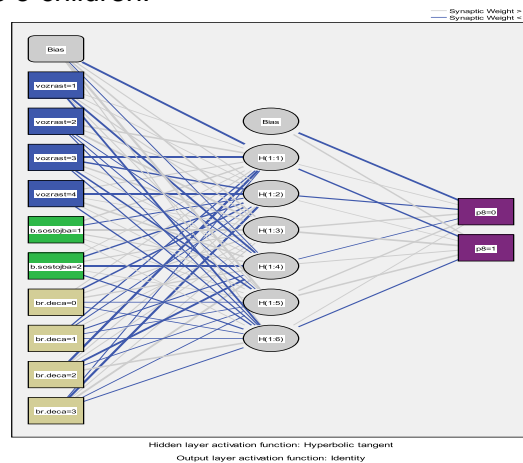 children.
Synaptic Weight >
Synaptic Weight <
Bias
vozrast=1
vozrast=2
vozrast=3
vozrast=4
b.sostojba=1
b.sostojba=2
br.deca=0
br.deca=1
br.deca=2
br.deca=3
Bias
H(1:1)
H(1:2)
H(1:3)
H(1:4)
H(1:5)
H(1:6)
p8=0
p8=1
Hidden layer activation function: Hyperbolic tangent
Output layer activation function: Identity